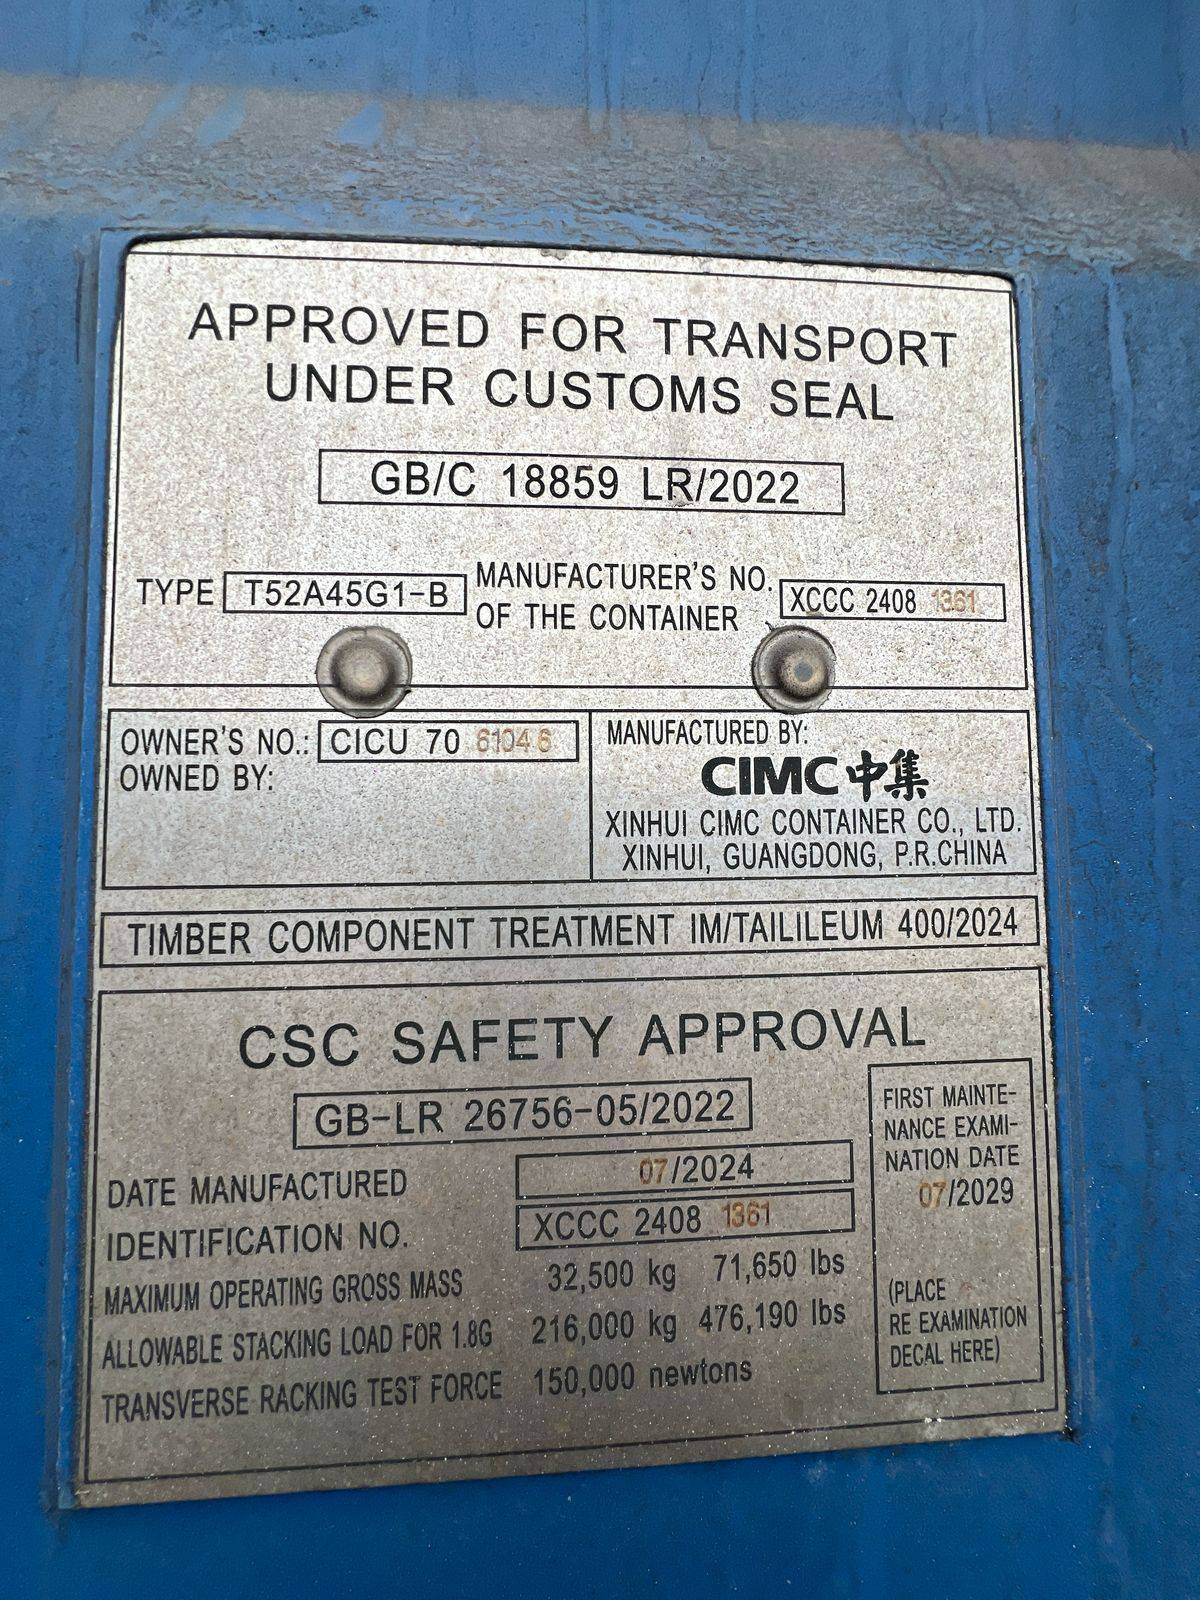 APPROVED FOR TRANSPORT
UNDER CUSTOMS SEAL
GB/C 18859 LR/2022
TYPE T52A45G1-B
MANUFACTURER'S NO.
OF THE CONTAINER
XCCC 2408 1361
OWNER'S NO.: CICU 70 6104 6
OWNED BY:
MANUFACTURED BY:
CIMC中集
XINHUI CIMC CONTAINER CO., LTD.
XINHUI, GUANGDONG, P.R.CHINA
TIMBER COMPONENT TREATMENT IM/TAILILEUM 400/2024
CSC SAFETY APPROVAL
GB-LR 26756-05/2022
DATE MANUFACTURED 07/2024
IDENTIFICATION NO. XCCC 2408 1361
MAXIMUM OPERATING GROSS MASS 32,500 kg 71,650 lbs
ALLOWABLE STACKING LOAD FOR 1.8G 216,000 kg 476,190 lbs
TRANSVERSE RACKING TEST FORCE 150,000 newtons
FIRST MAINTE-
NANCE EXAMI-
NATION DATE
07/2029
(PLACE
RE EXAMINATION
DECAL HERE)